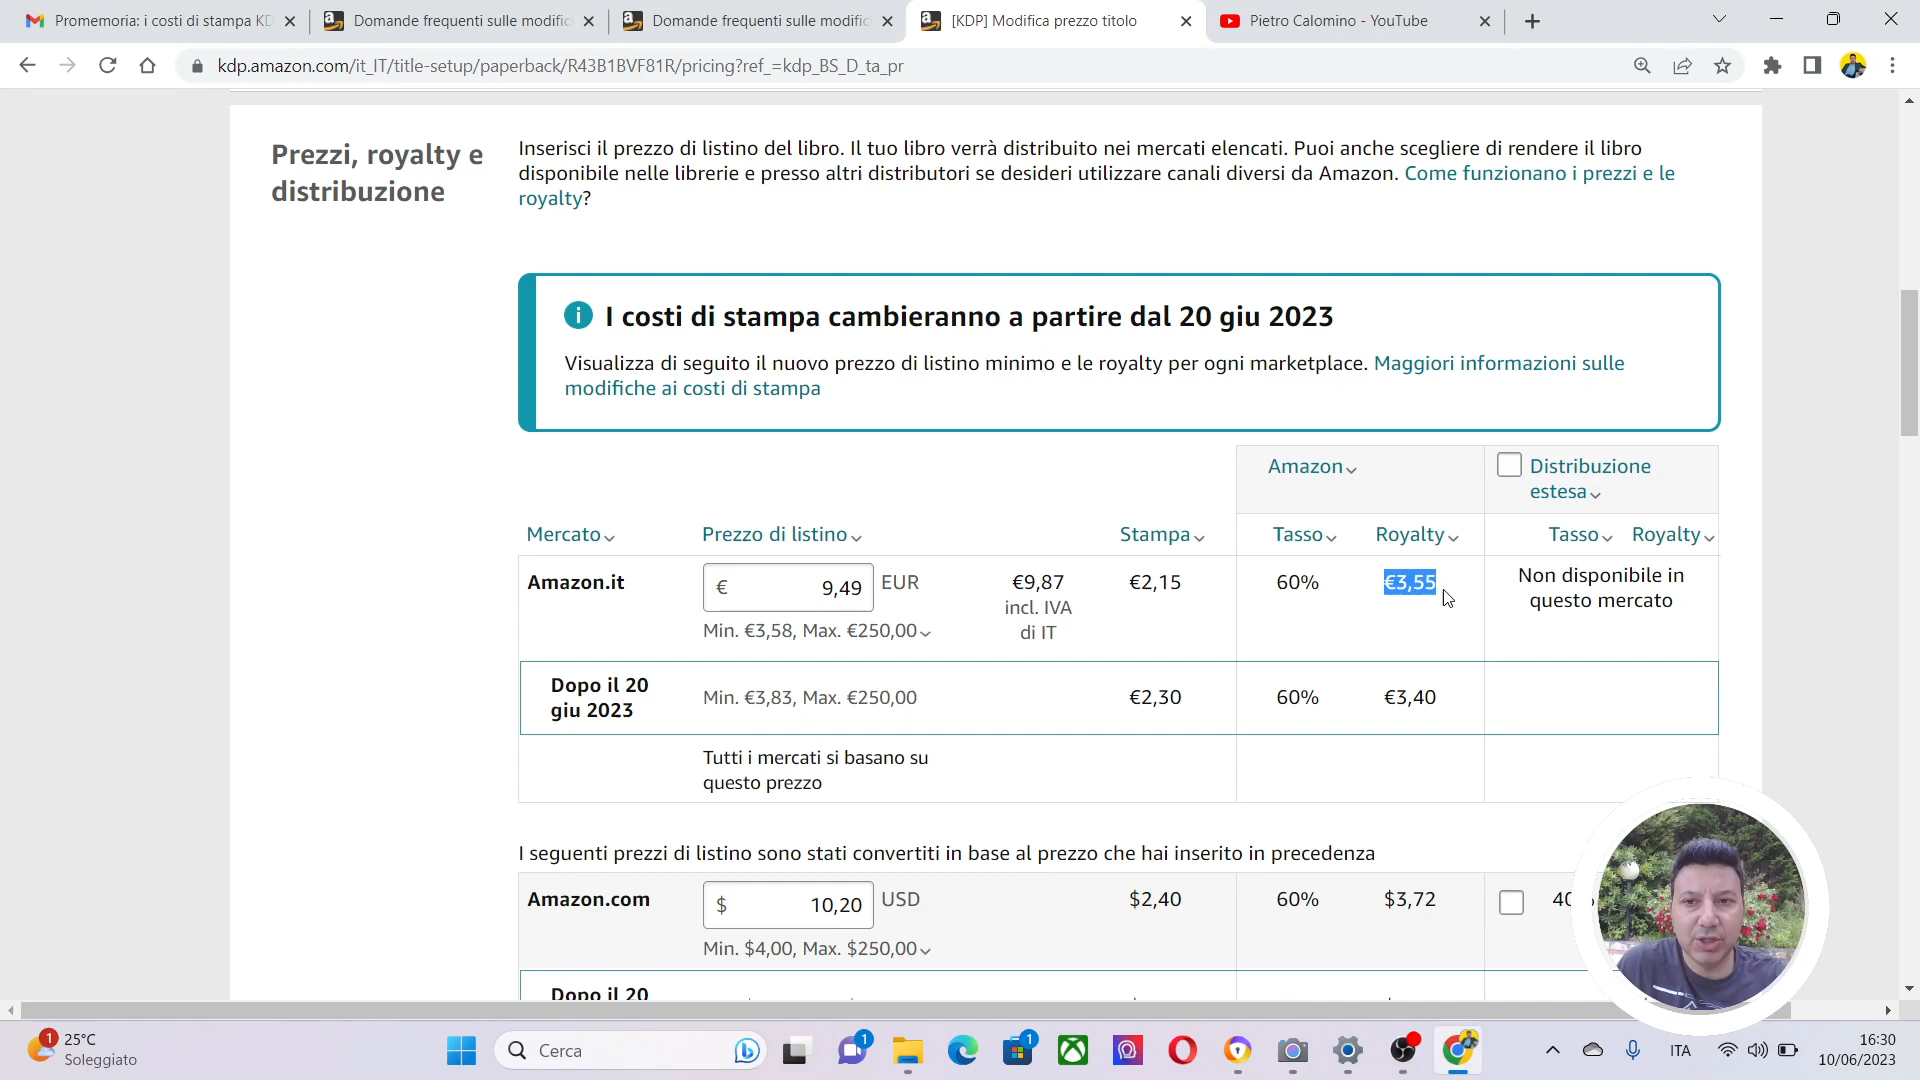 Promemoria: i costi di stampa KD
Domande frequenti sulle modific
Domande frequenti sulle modific
[KDP] Modifica prezzo titolo
Pietro Calomino - YouTube
kdp.amazon.com/it_IT/title-setup/paperback/R43B1BVF81R/pricing?ref_=kdp_BS_D_ta_pr
Prezzi, royalty e
distribuzione
Inserisci il prezzo di listino del libro. Il tuo libro verrà distribuito nei mercati elencati. Puoi anche scegliere di rendere il libro
disponibile nelle librerie e presso altri distributori se desideri utilizzare canali diversi da Amazon. Come funzionano i prezzi e le
royalty?
I costi di stampa cambieranno a partire dal 20 giu 2023
Visualizza di seguito il nuovo prezzo di listino minimo e le royalty per ogni marketplace. Maggiori informazioni sulle
modifiche ai costi di stampa
Amazon
Distribuzione
estesa
Mercato
Prezzo di listino
Stampa
Tasso
Royalty
Tasso
Royalty
Amazon.it
€ 9,49 EUR
Min. €3,58, Max. €250,00
€9,87
incl. IVA
di IT
€2,15
60%
€3,55
Non disponibile in
questo mercato
Dopo il 20
giu 2023
Min. €3,83, Max. €250,00
€2,30
60%
€3,40
Tutti i mercati si basano su
questo prezzo
I seguenti prezzi di listino sono stati convertiti in base al prezzo che hai inserito in precedenza
Amazon.com
$ 10,20 USD
Min. $4,00, Max. $250,00
$2,40
60%
$3,72
Dopo il 20
1
25°C
Soleggiato
Cerca
1
1
ITA
16:30
10/06/2023